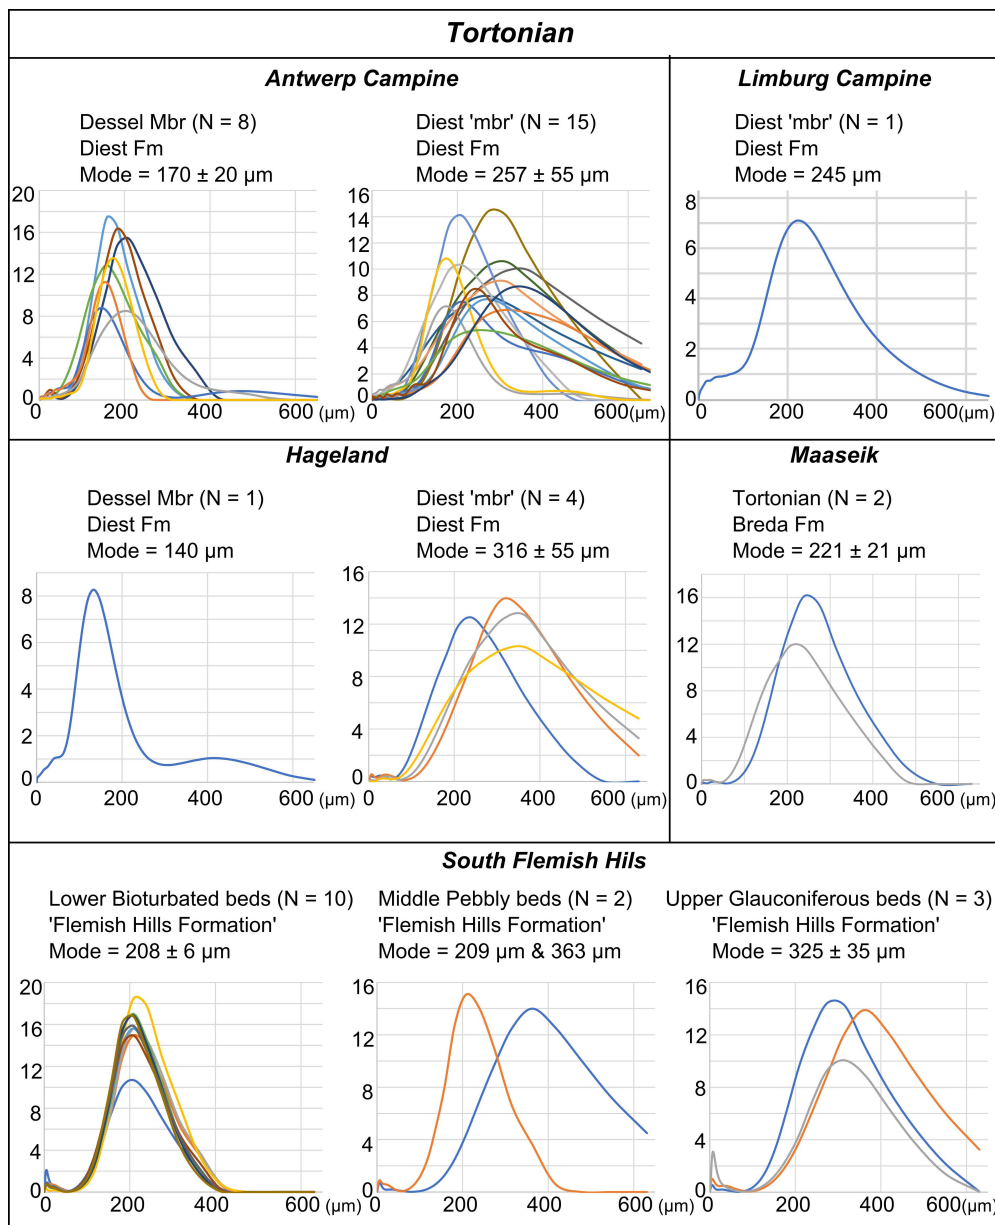 Tortonian
Antwerp Campine
Limburg Campine
Dessel Mbr (N = 8)
Diest Fm
Mode = 170 ± 20 μm
20
16
12
8
4
0
0
200
400
600
(μm)
Diest 'mbr' (N = 15)
Diest Fm
Mode = 257 ± 55 μm
16
14
12
10
8
6
4
2
0
0
200
400
600
(μm)
Diest 'mbr' (N = 1)
Diest Fm
Mode = 245 μm
8
6
4
2
0
0
200
400
600(μm)
Hageland
Maaseik
Dessel Mbr (N = 1)
Diest Fm
Mode = 140 μm
8
6
4
2
0
0
200
400
600 (μm)
Diest 'mbr' (N = 4)
Diest Fm
Mode = 316 ± 55 μm
16
12
8
4
0
0
200
400
600 (μm)
Tortonian (N = 2)
Breda Fm
Mode = 221 ± 21 μm
16
12
8
4
0
0
200
400
600 (μm)
South Flemish Hils
Lower Bioturbated beds (N = 10)
'Flemish Hills Formation'
Mode = 208 ± 6 μm
20
16
12
8
4
0
0
200
400
600 (μm)
Middle Pebbly beds (N = 2)
'Flemish Hills Formation'
Mode = 209 μm & 363 μm
16
12
8
4
0
0
200
400
600 (μm)
Upper Glauconiferous beds (N = 3)
'Flemish Hills Formation'
Mode = 325 ± 35 μm
16
12
8
4
0
0
200
400
600 (μm)